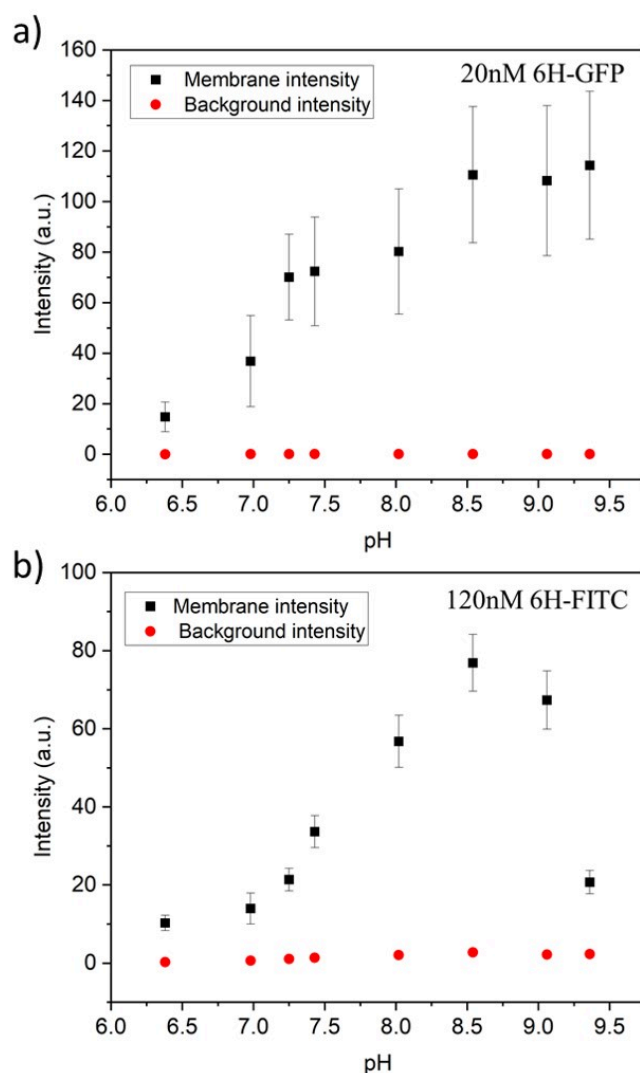 a)
160
140
120
100
80
60
40
20
0
Intensity (a.u.)
Membrane intensity
Background intensity
20nM 6H-GFP
6.0 6.5 7.0 7.5 8.0 8.5 9.0 9.5
pH
b)
100
80
60
40
20
0
Intensity (a.u.)
Membrane intensity
Background intensity
120nM 6H-FITC
6.0 6.5 7.0 7.5 8.0 8.5 9.0 9.5
pH